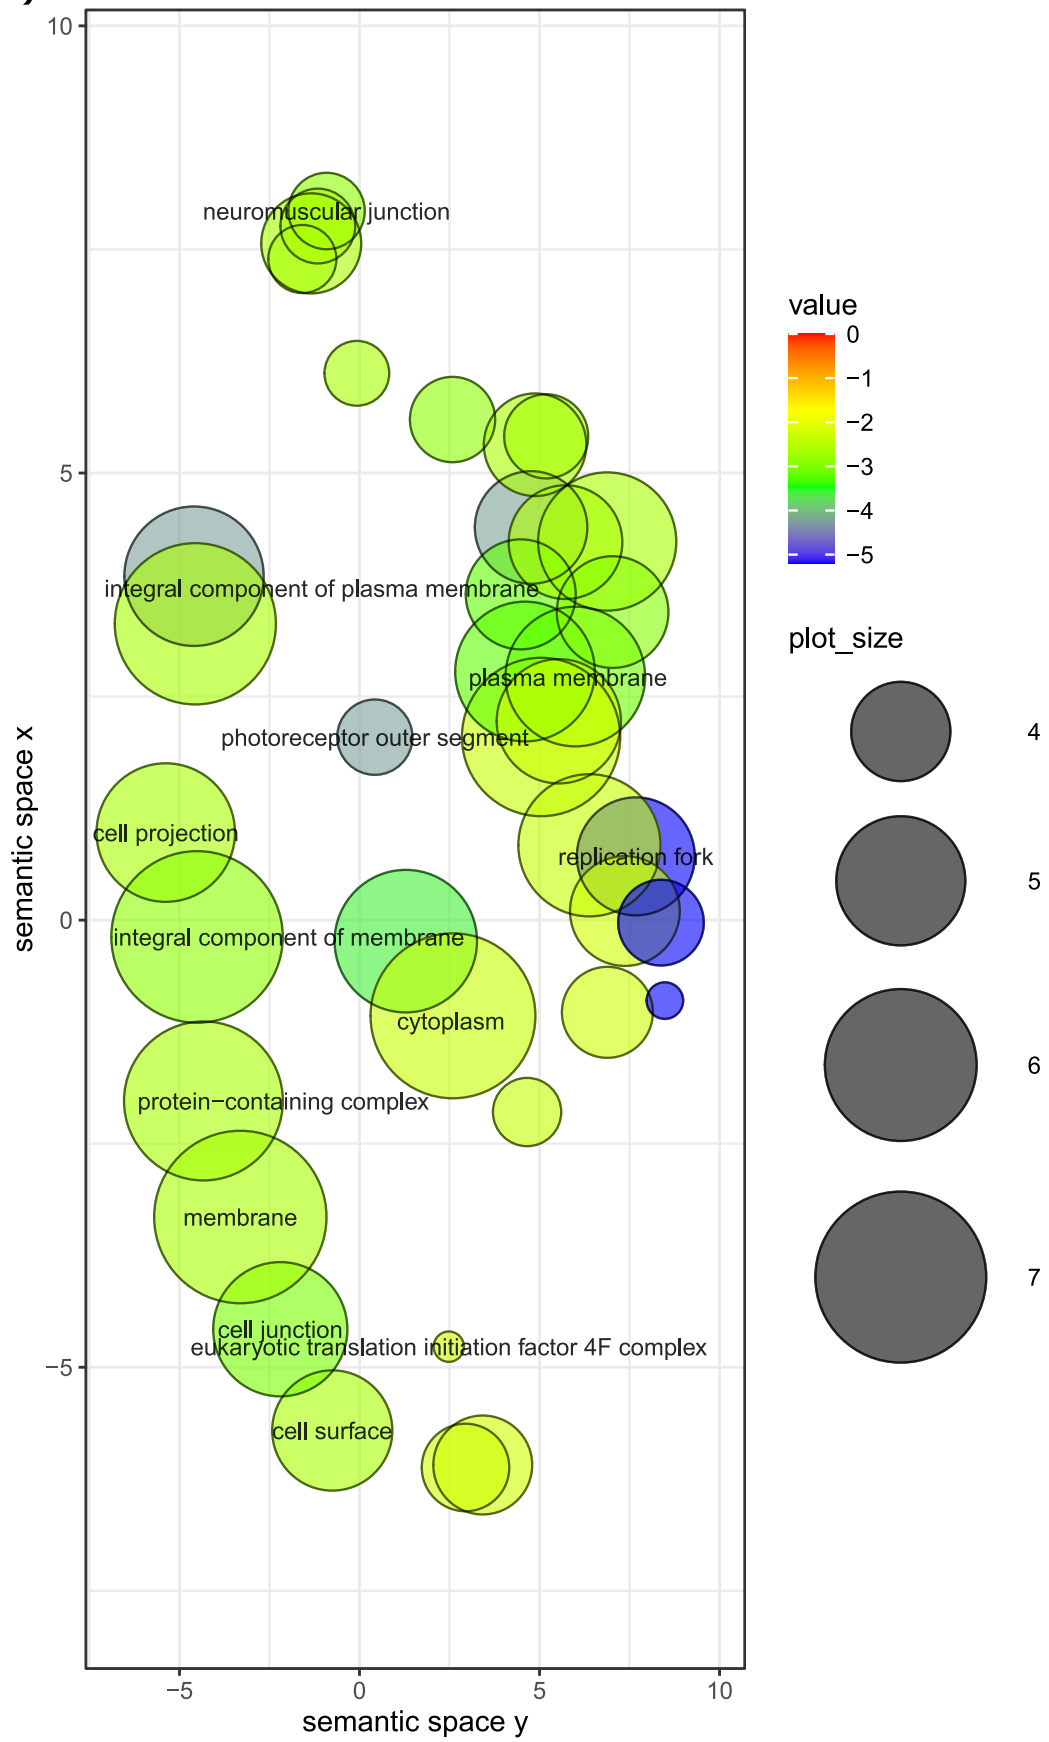 )
10
5
0
−5
semantic space x
neuromuscular junction
integral component of plasma membrane
plasma membrane
photoreceptor outer segment
cell projection
replication fork
integral component of membrane
cytoplasm
protein−containing complex
membrane
cell junction
eukaryotic translation initiation factor 4F complex
cell surface
−5
0
5
10
semantic space y
value
0
−1
−2
−3
−4
−5
plot_size
4
5
6
7